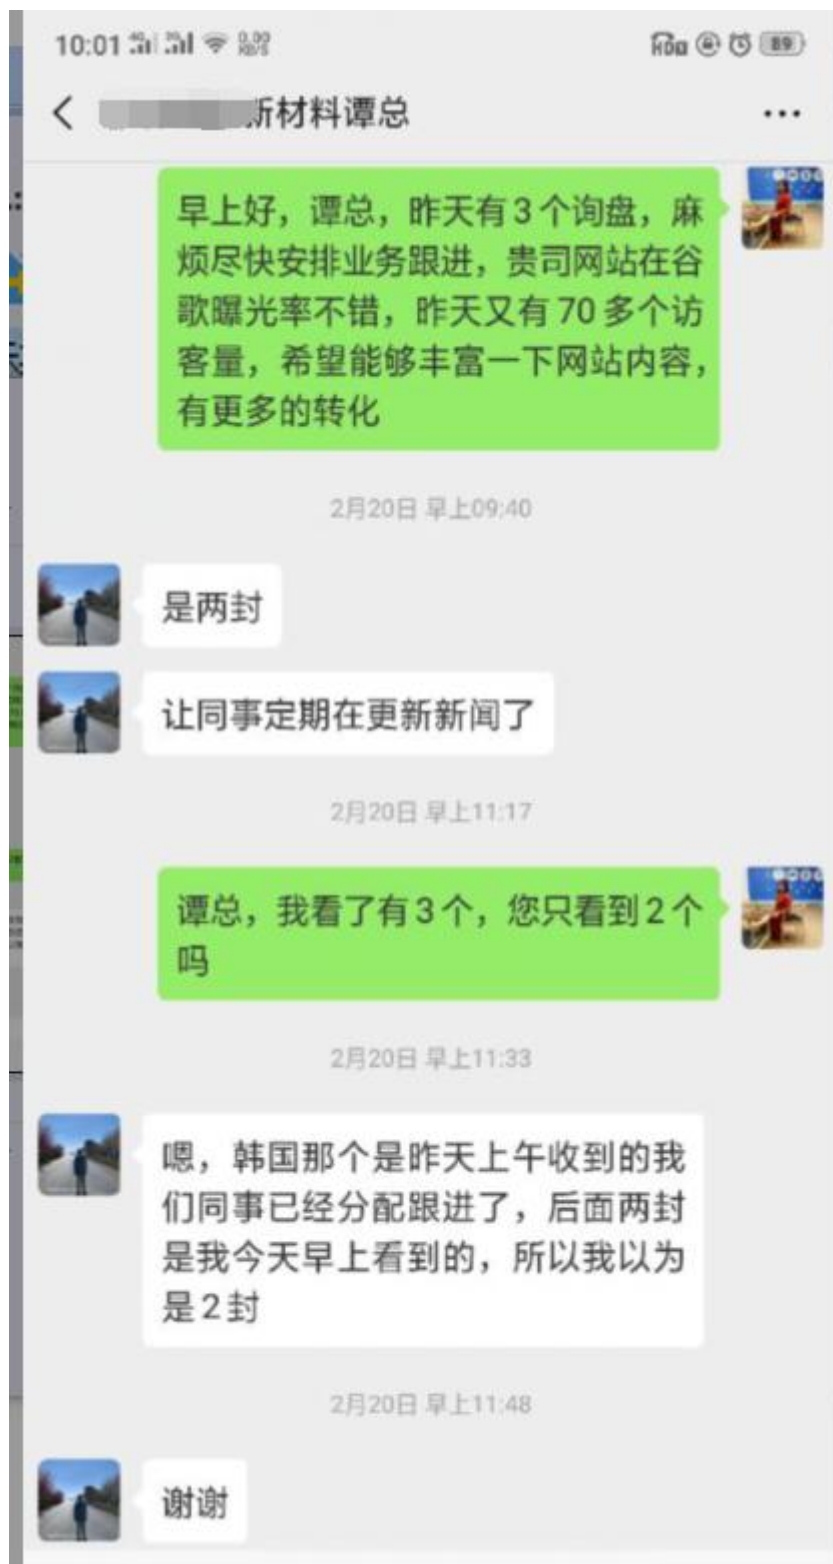 10:01
0.90 KB/S
89
新材料谭总
早上好，谭总，昨天有3个询盘，麻
烦尽快安排业务跟进，贵司网站在谷
歌曝光率不错，昨天又有70多个访
客量，希望能够丰富一下网站内容，
有更多的转化
2月20日 早上09:40
是两封
让同事定期在更新新闻了
2月20日 早上11:17
谭总，我看了有3个，您只看到2个
吗
2月20日 早上11:33
嗯，韩国那个是昨天上午收到的我
们同事已经分配跟进了，后面两封
是我今天早上看到的，所以我以为
是2封
2月20日 早上11:48
谢谢